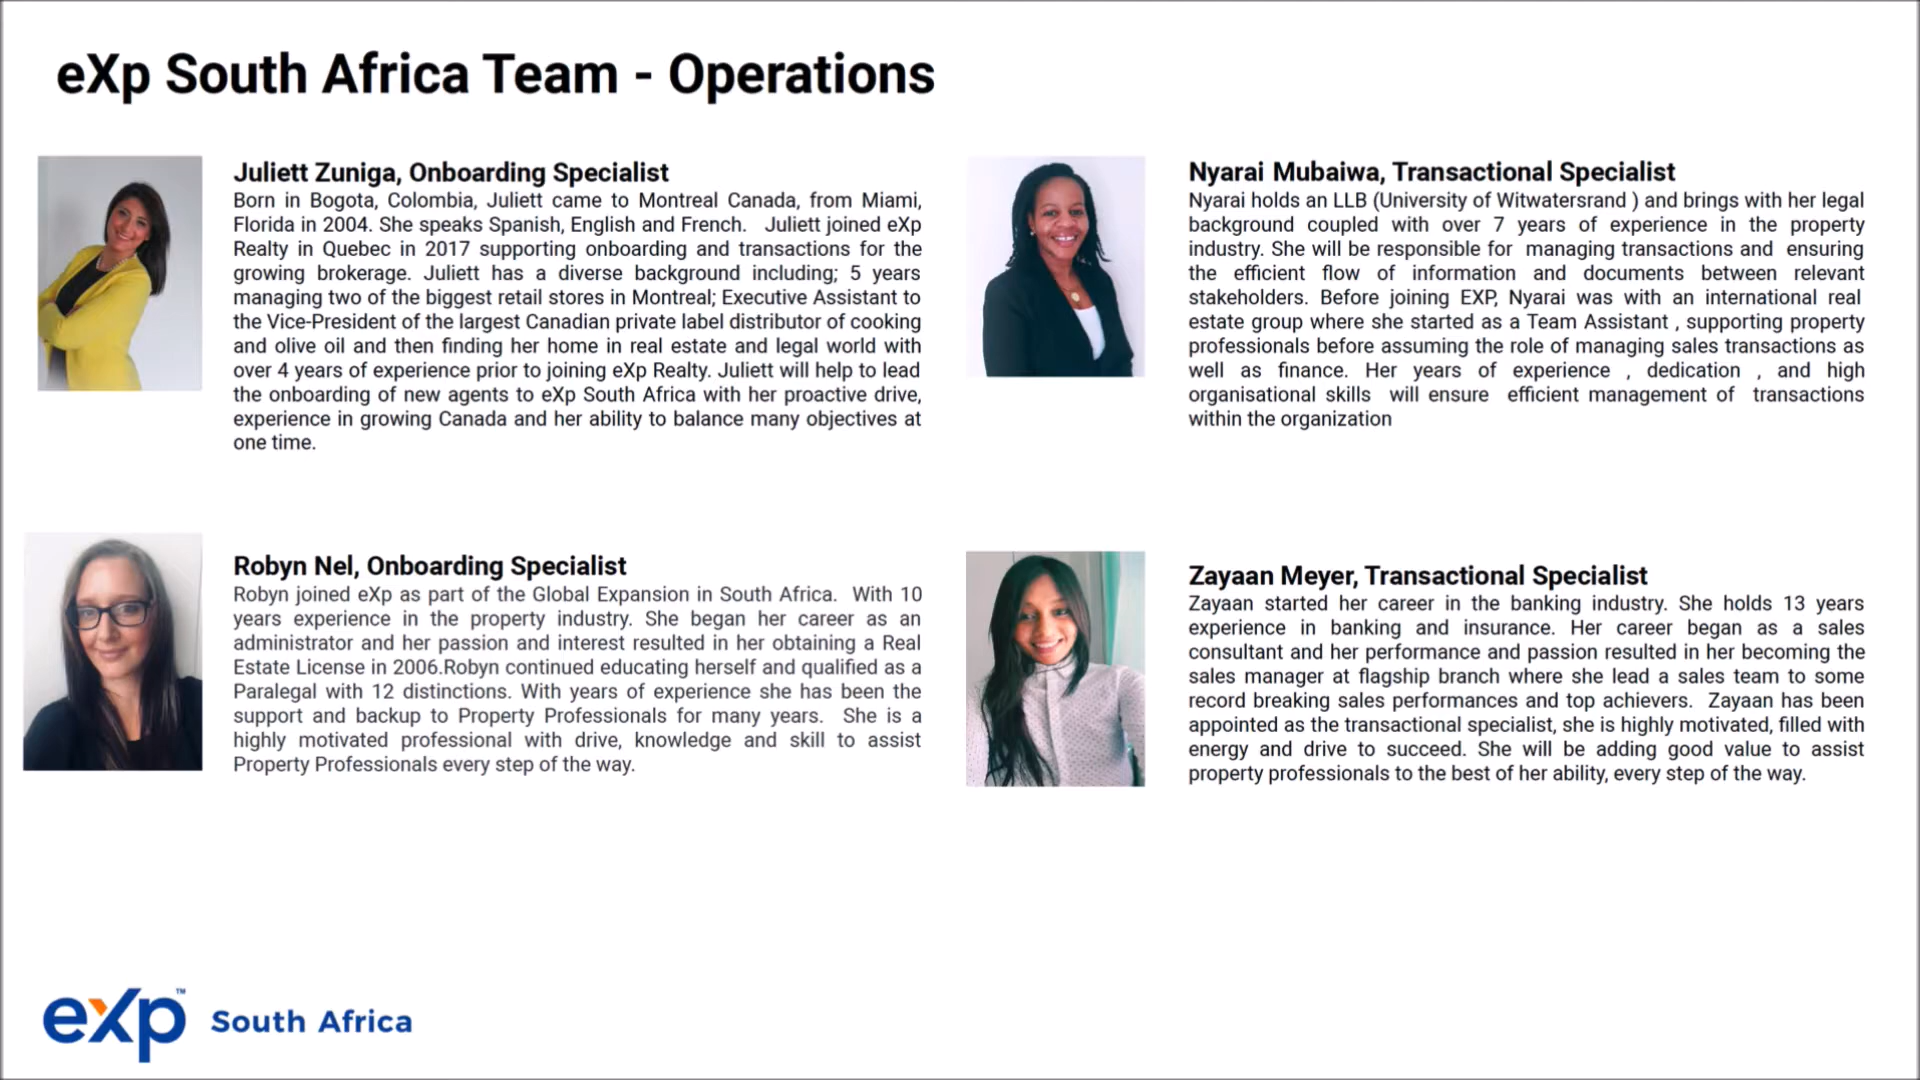 eXp South Africa Team - Operations
Juliett Zuniga, Onboarding Specialist
Born in Bogota, Colombia, Juliett came to Montreal Canada, from Miami,
Florida in 2004. She speaks Spanish, English and French. Juliett joined eXp
Realty in Quebec in 2017 supporting onboarding and transactions for the
growing brokerage. Juliett has a diverse background including; 5 years
managing two of the biggest retail stores in Montreal; Executive Assistant to
the Vice-President of the largest Canadian private label distributor of cooking
and olive oil and then finding her home in real estate and legal world with
over 4 years of experience prior to joining eXp Realty. Juliett will help to lead
the onboarding of new agents to eXp South Africa with her proactive drive,
experience in growing Canada and her ability to balance many objectives at
one time.
Nyarai Mubaiwa, Transactional Specialist
Nyarai holds an LLB (University of Witwatersrand ) and brings with her legal
background coupled with over 7 years of experience in the property
industry. She will be responsible for managing transactions and ensuring
the efficient flow of information and documents between relevant
stakeholders. Before joining EXP, Nyarai was with an international real
estate group where she started as a Team Assistant , supporting property
professionals before assuming the role of managing sales transactions as
well as finance. Her years of experience , dedication , and high
organisational skills will ensure efficient management of transactions
within the organization
Robyn Nel, Onboarding Specialist
Robyn joined eXp as part of the Global Expansion in South Africa. With 10
years experience in the property industry. She began her career as an
administrator and her passion and interest resulted in her obtaining a Real
Estate License in 2006.Robyn continued educating herself and qualified as a
Paralegal with 12 distinctions. With years of experience she has been the
support and backup to Property Professionals for many years. She is a
highly motivated professional with drive, knowledge and skill to assist
Property Professionals every step of the way.
Zayaan Meyer, Transactional Specialist
Zayaan started her career in the banking industry. She holds 13 years
experience in banking and insurance. Her career began as a sales
consultant and her performance and passion resulted in her becoming the
sales manager at flagship branch where she lead a sales team to some
record breaking sales performances and top achievers. Zayaan has been
appointed as the transactional specialist, she is highly motivated, filled with
energy and drive to succeed. She will be adding good value to assist
property professionals to the best of her ability, every step of the way.
eXp™ South Africa